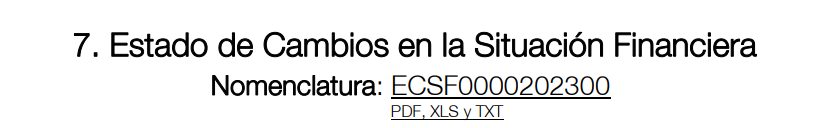 7. Estado de Cambios en la Situación Financiera
Nomenclatura: ECSF0000202300
PDF, XLS y TXT